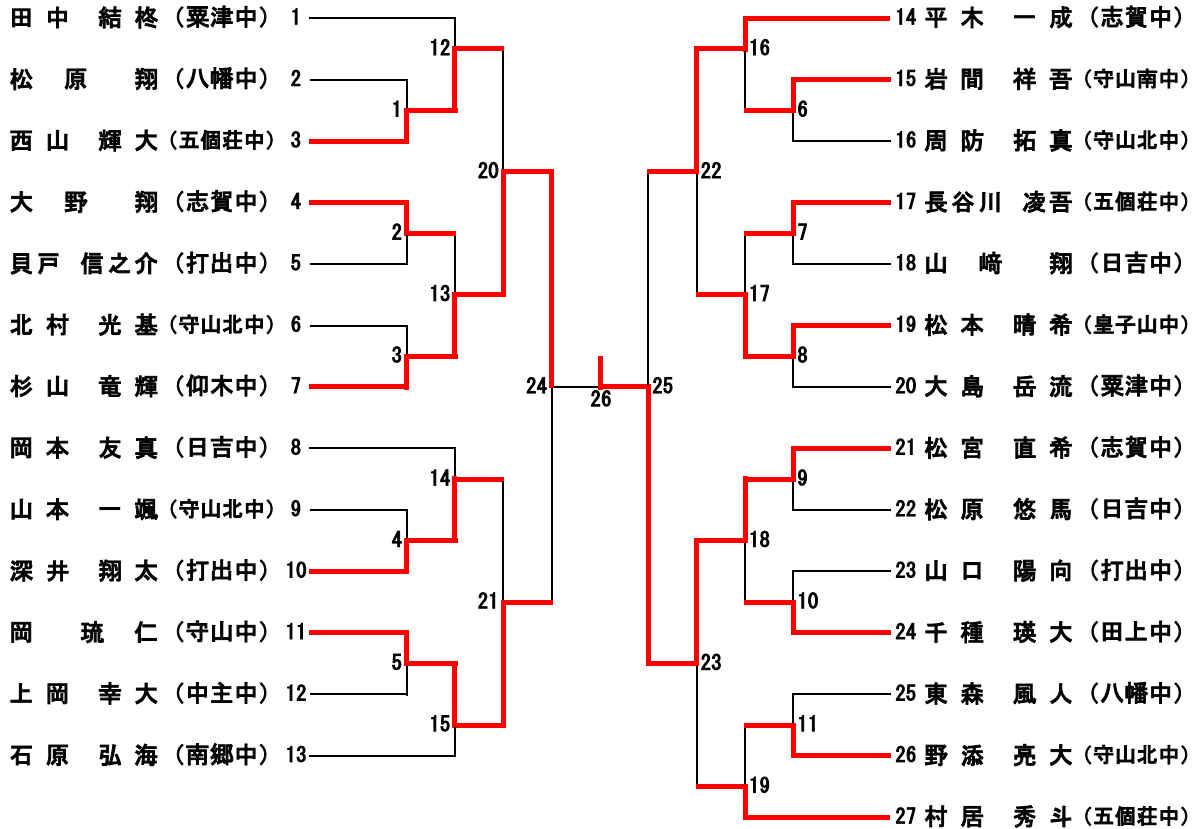 田中　結柊（粟津中） 1
松原　翔（八幡中） 2
西山　輝大（五個荘中） 3
大野　翔（志賀中） 4
貝戸　信之介（打出中） 5
北村　光基（守山北中） 6
杉山　竜輝（仰木中） 7
岡本　友真（日吉中） 8
山本　一颯（守山北中） 9
深井　翔太（打出中） 10
岡　琉仁（守山中） 11
上岡　幸大（中主中） 12
石原　弘海（南郷中） 13
1
2
3
4
5
12
13
14
15
20
21
24
26
25
22
23
16
17
18
19
6
7
8
9
10
11
14 平木　一成（志賀中）
15 岩間　祥吾（守山南中）
16 周防　拓真（守山北中）
17 長谷川　凌吾（五個荘中）
18 山﨑　翔（日吉中）
19 松本　晴希（皇子山中）
20 大島　岳流（粟津中）
21 松宮　直希（志賀中）
22 松原　悠馬（日吉中）
23 山口　陽向（打出中）
24 千種　瑛大（田上中）
25 東森　風人（八幡中）
26 野添　亮大（守山北中）
27 村居　秀斗（五個荘中）